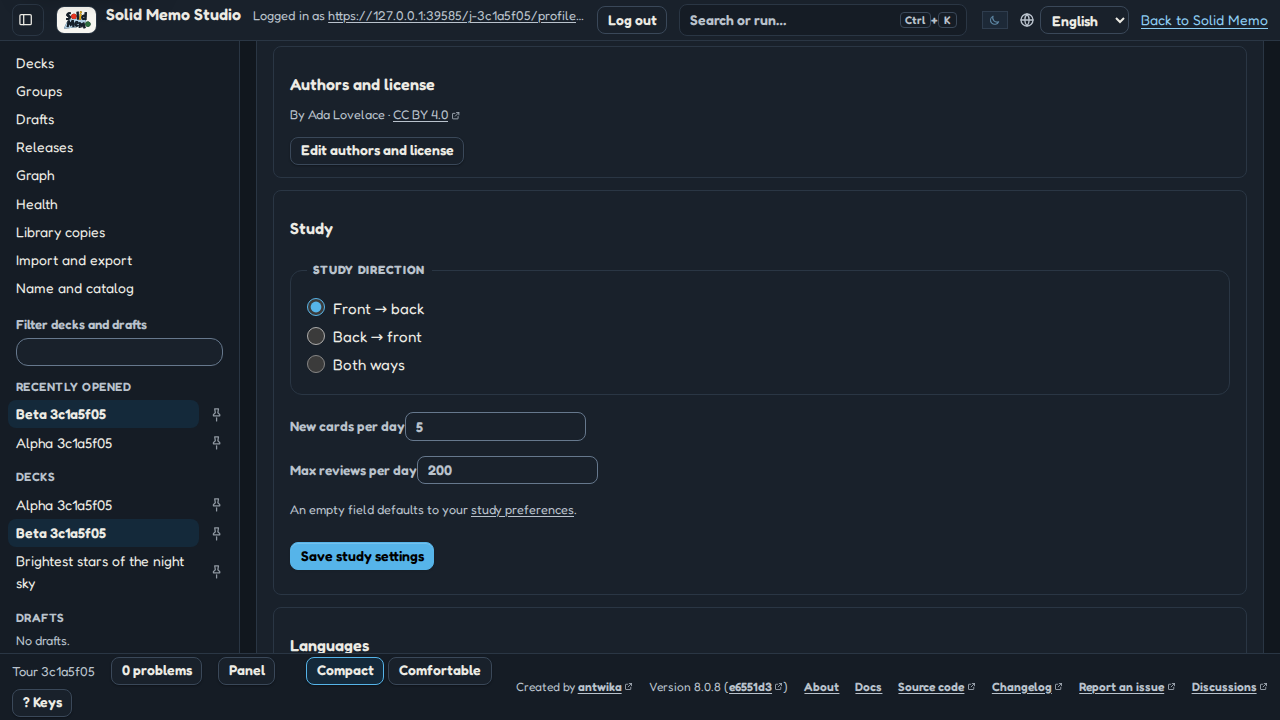 Solid Memo Studio
Logged in as https://127.0.0.1:39585/j-3c1a5f05/profile…
Log out
Search or run...
Ctrl + K
English
Back to Solid Memo
Decks
Groups
Drafts
Releases
Graph
Health
Library copies
Import and export
Name and catalog
Filter decks and drafts
RECENTLY OPENED
Beta 3c1a5f05
Alpha 3c1a5f05
DECKS
Alpha 3c1a5f05
Beta 3c1a5f05
Brightest stars of the night
sky
DRAFTS
No drafts.
Authors and license
By Ada Lovelace · CC BY 4.0
Edit authors and license
Study
STUDY DIRECTION
Front → back
Back → front
Both ways
New cards per day 5
Max reviews per day 200
An empty field defaults to your study preferences.
Save study settings
Languages
Tour 3c1a5f05
0 problems
Panel
Compact
Comfortable
? Keys
Created by antwika
Version 8.0.8 (e6551d3)
About
Docs
Source code
Changelog
Report an issue
Discussions